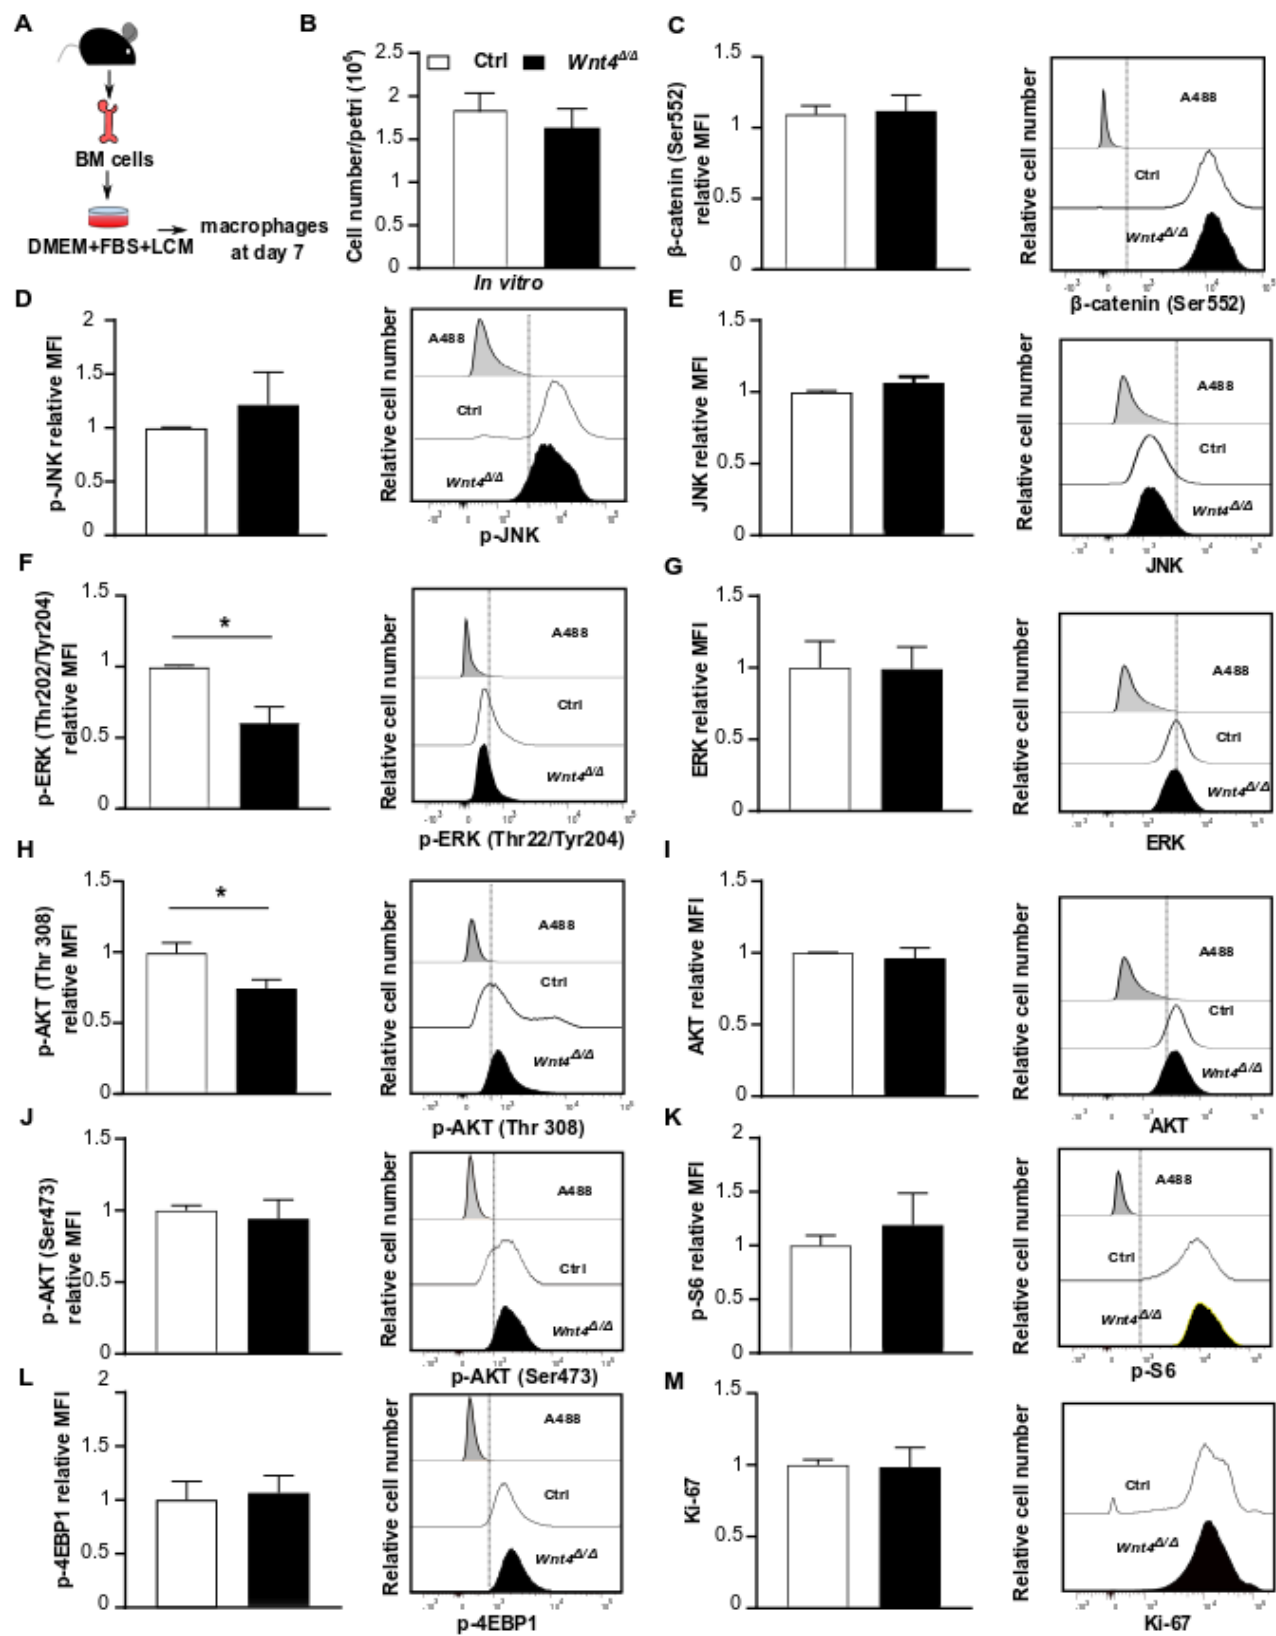 A
BM cells
DMEM+FBS+LCM
macrophages
at day 7
B
Cell number/petri (10⁶)
2.5
2
1.5
1
0.5
0
Ctrl
Wnt4Δ/Δ
In vitro
C
β-catenin (Ser552)
relative MFI
1.5
1
0.5
0
Relative cell number
A488
Ctrl
Wnt4Δ/Δ
β-catenin (Ser552)
D
p-JNK relative MFI
2
1.5
1
0.5
0
Relative cell number
A488
Ctrl
Wnt4Δ/Δ
p-JNK
E
JNK relative MFI
1.5
1
0.5
0
Relative cell number
A488
Ctrl
Wnt4Δ/Δ
JNK
F
p-ERK (Thr202/Tyr204)
relative MFI
1.5
1
0.5
0
*
Relative cell number
A488
Ctrl
Wnt4Δ/Δ
p-ERK (Thr22/Tyr204)
G
ERK relative MFI
1.5
1
0.5
0
Relative cell number
A488
Ctrl
Wnt4Δ/Δ
ERK
H
p-AKT (Thr 308)
relative MFI
1.5
1
0.5
0
*
Relative cell number
A488
Ctrl
Wnt4Δ/Δ
p-AKT (Thr 308)
I
AKT relative MFI
1.5
1
0.5
0
Relative cell number
A488
Ctrl
Wnt4Δ/Δ
AKT
J
p-AKT (Ser473)
relative MFI
1.5
1
0.5
0
Relative cell number
A488
Ctrl
Wnt4Δ/Δ
p-AKT (Ser473)
K
p-S6 relative MFI
2
1.5
1
0.5
0
Relative cell number
A488
Ctrl
Wnt4Δ/Δ
p-S6
L
p-4EBP1 relative MFI
2
1.5
1
0.5
0
Relative cell number
A488
Ctrl
Wnt4Δ/Δ
p-4EBP1
M
Ki-67
1.5
1
0.5
0
Relative cell number
Ctrl
Wnt4Δ/Δ
Ki-67